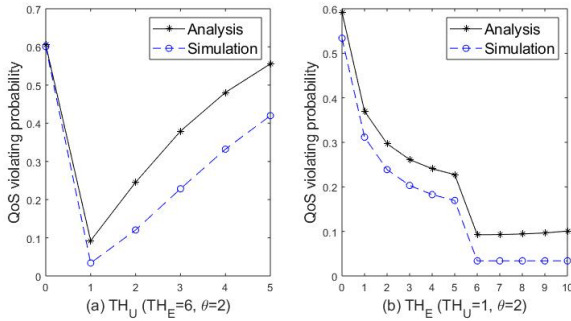 0.7
0.6
0.5
0.4
0.3
0.2
0.1
0
QoS violating probability
Analysis
Simulation
0 1 2 3 4 5
(a) TH_U (TH_E=6, θ=2)
0.6
0.5
0.4
0.3
0.2
0.1
0
QoS violating probability
Analysis
Simulation
0 1 2 3 4 5 6 7 8 9 10
(b) TH_E (TH_U=1, θ=2)